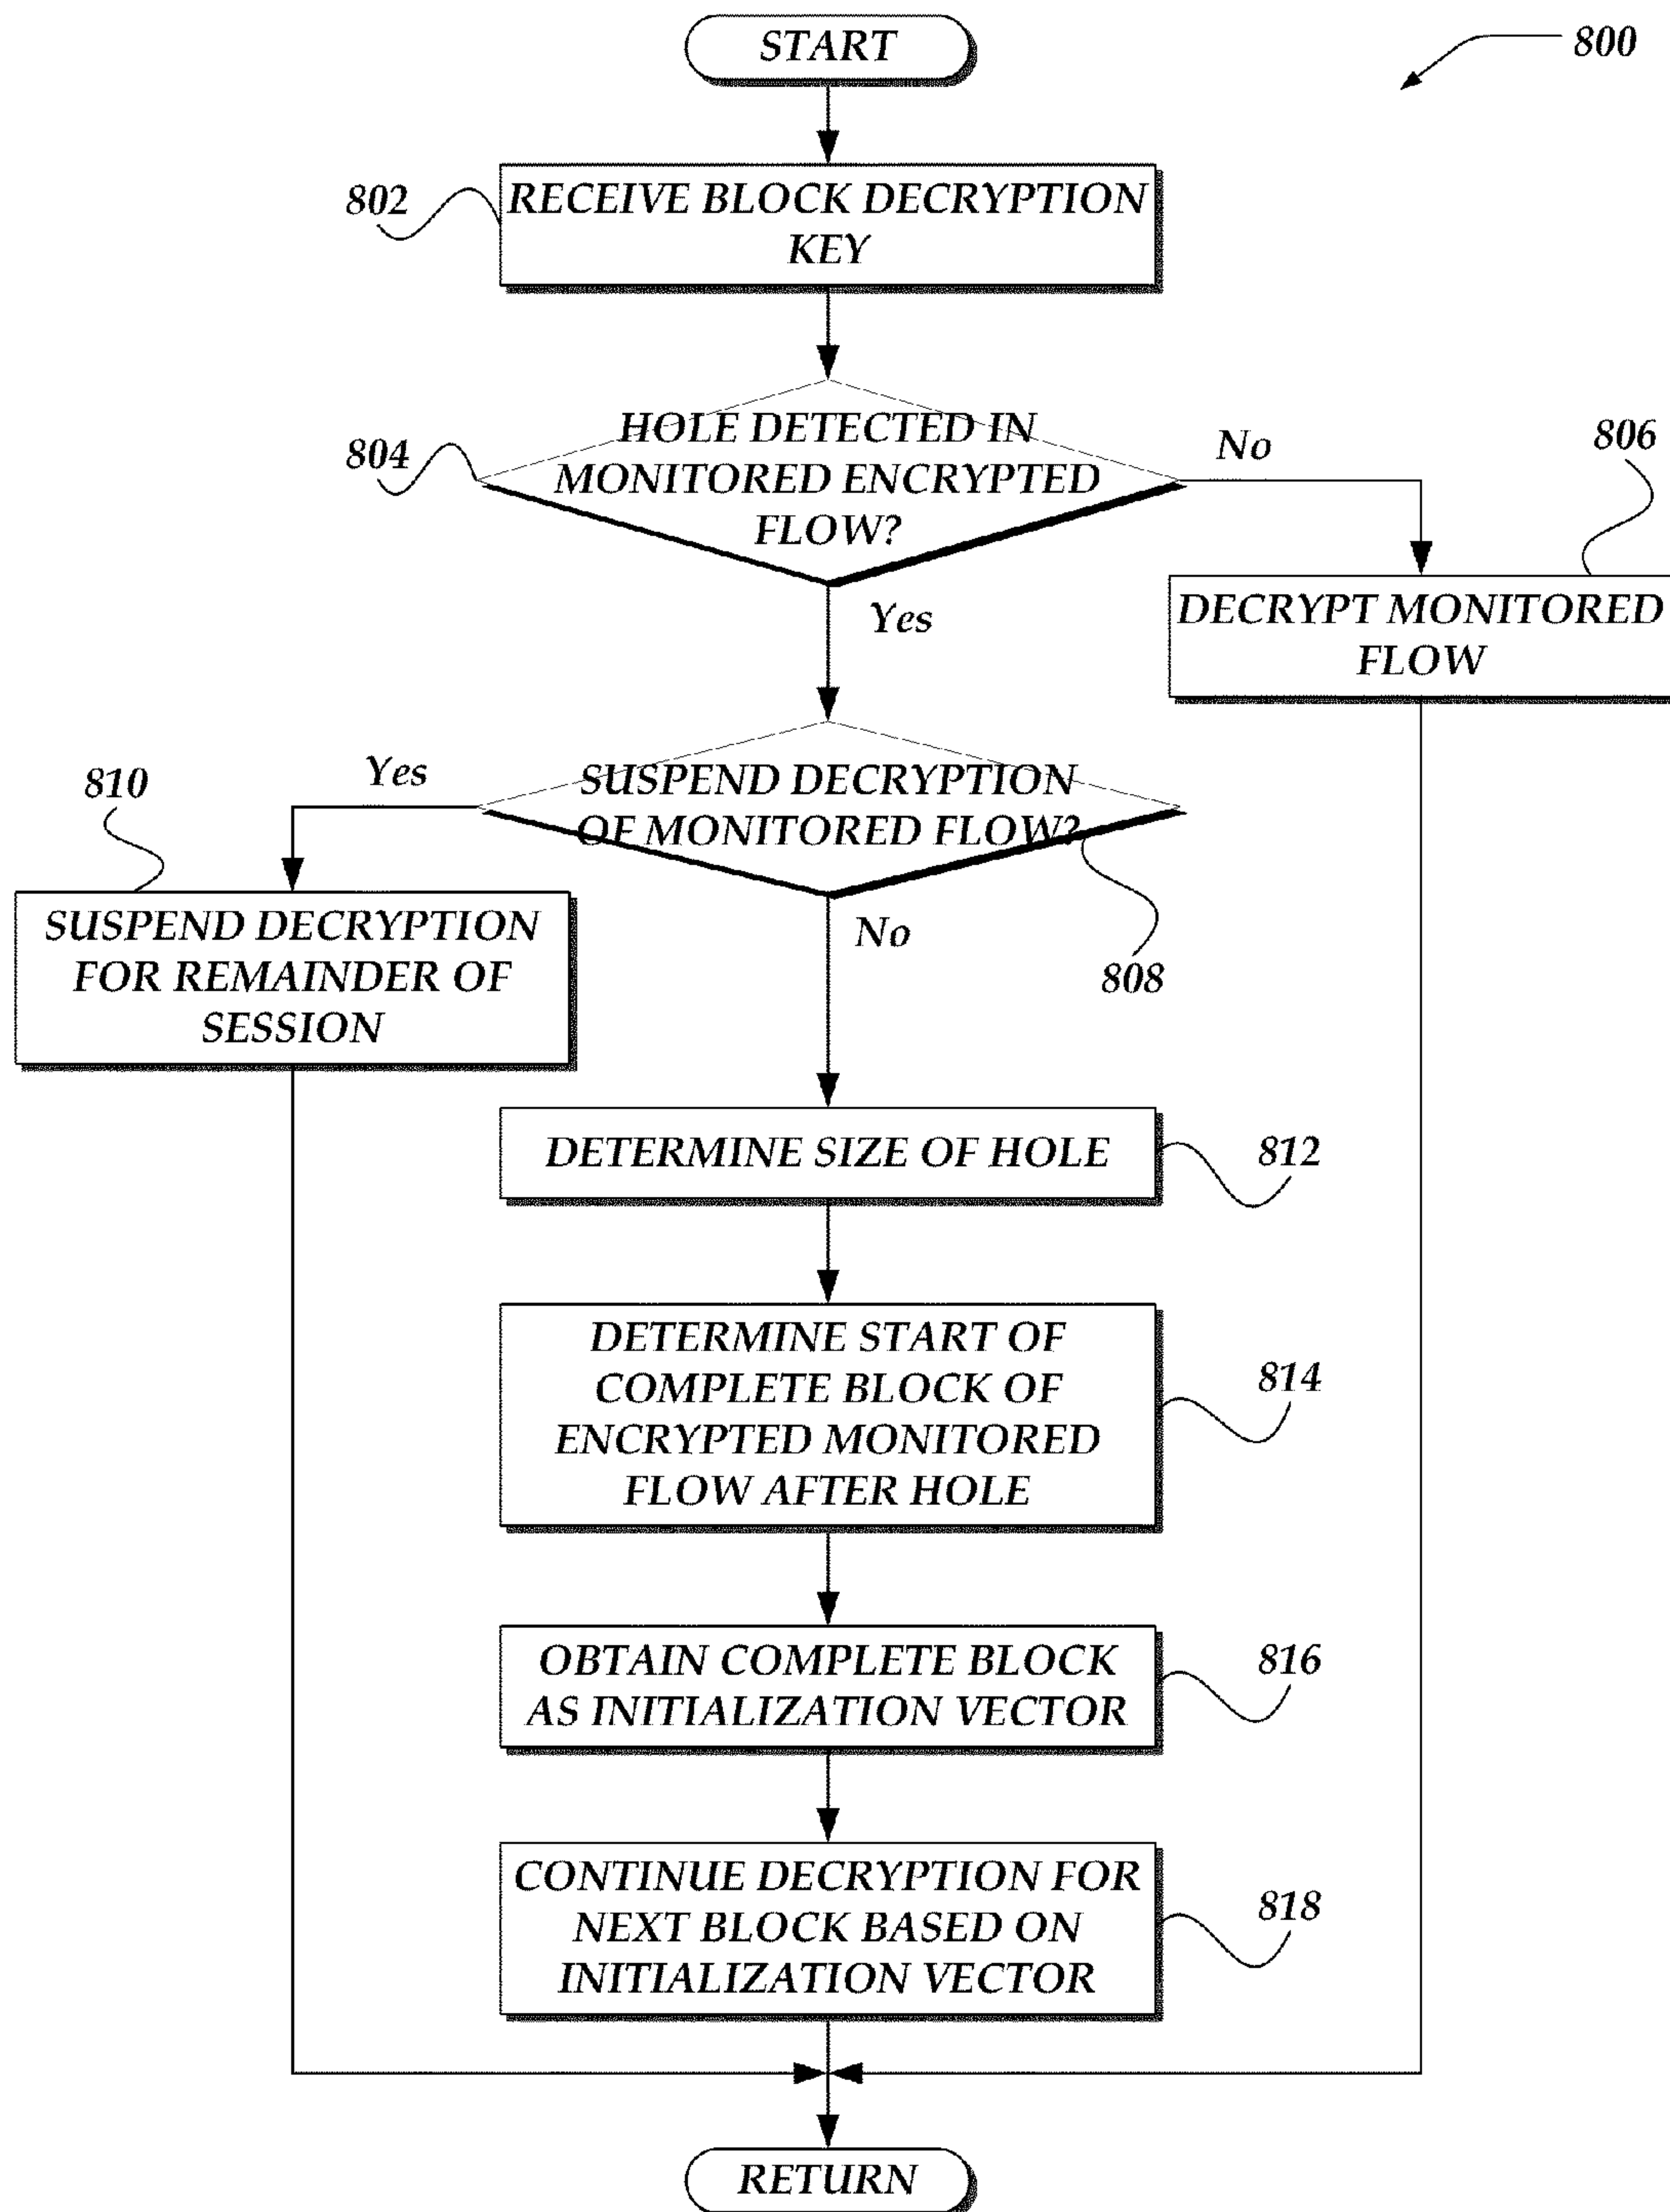 START
800
802
RECEIVE BLOCK DECRYPTION
KEY
804
HOLE DETECTED IN
MONITORED ENCRYPTED
FLOW?
No
806
Yes
DECRYPT MONITORED
FLOW
810
Yes
SUSPEND DECRYPTION
OF MONITORED FLOW?
808
No
SUSPEND DECRYPTION
FOR REMAINDER OF
SESSION
DETERMINE SIZE OF HOLE
812
DETERMINE START OF
COMPLETE BLOCK OF
ENCRYPTED MONITORED
FLOW AFTER HOLE
814
OBTAIN COMPLETE BLOCK
AS INITIALIZATION VECTOR
816
CONTINUE DECRYPTION FOR
NEXT BLOCK BASED ON
INITIALIZATION VECTOR
818
RETURN